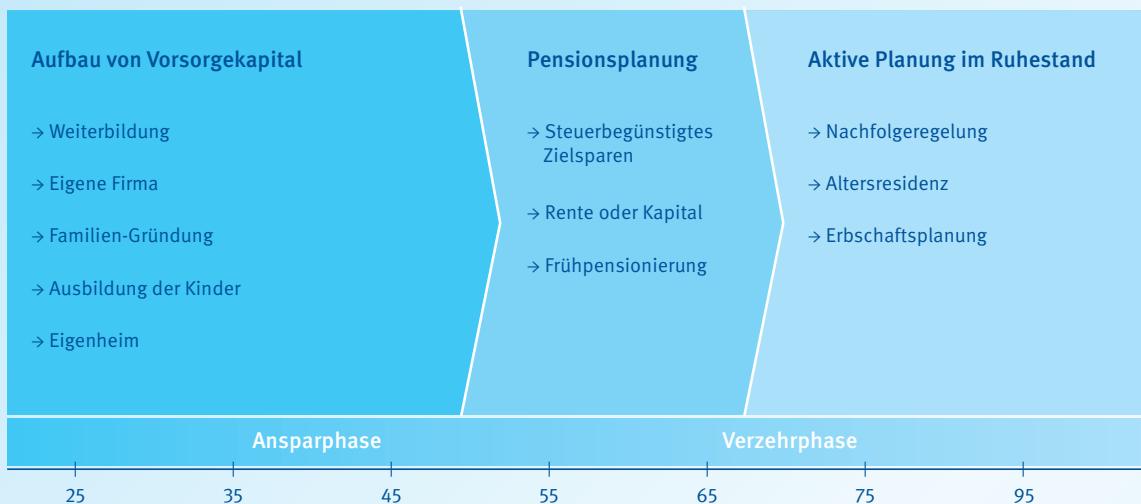 Aufbau von Vorsorgekapital
→ Weiterbildung
→ Eigene Firma
→ Familien-Gründung
→ Ausbildung der Kinder
→ Eigenheim
Pensionsplanung
→ Steuerbegünstigtes
Zielsparen
→ Rente oder Kapital
→ Frühpensionierung
Aktive Planung im Ruhestand
→ Nachfolgeregelung
→ Altersresidenz
→ Erbschaftsplanung
Ansparphase Verzehrphase
25 35 45 55 65 75 95